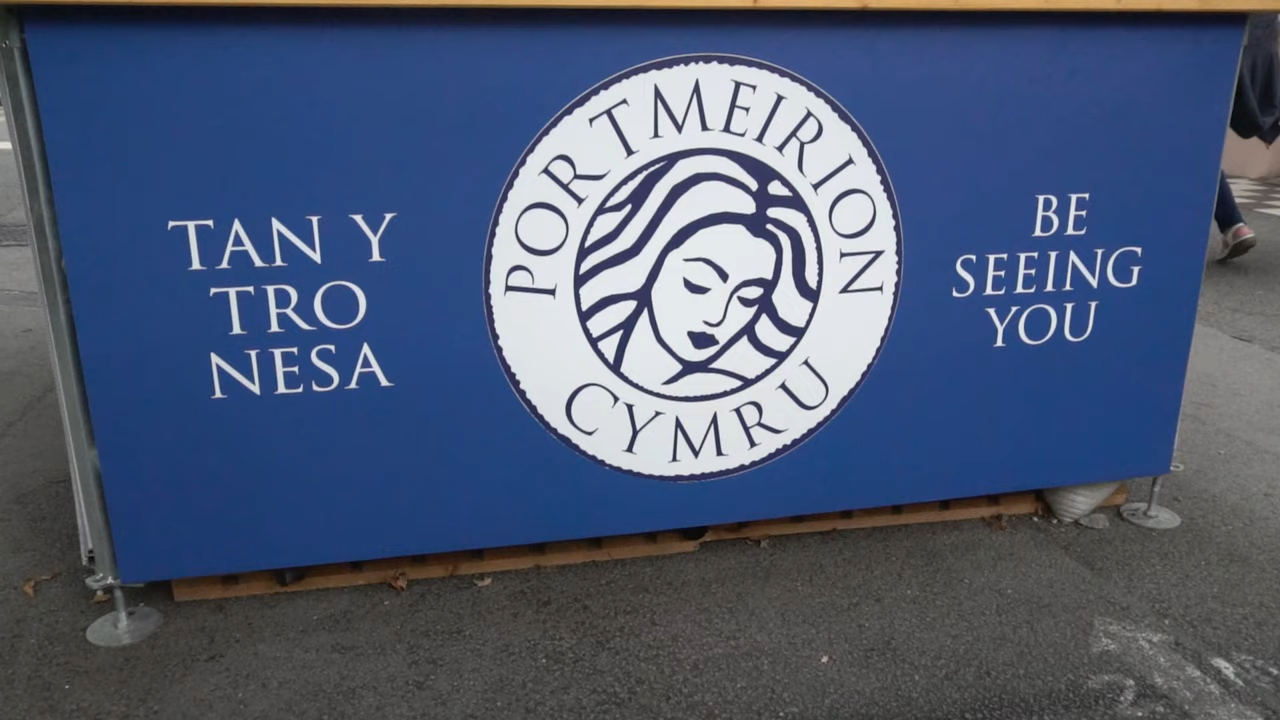 TAN Y
TRO
NESA
PORTMEIRION
CYMRU
BE
SEEING
YOU